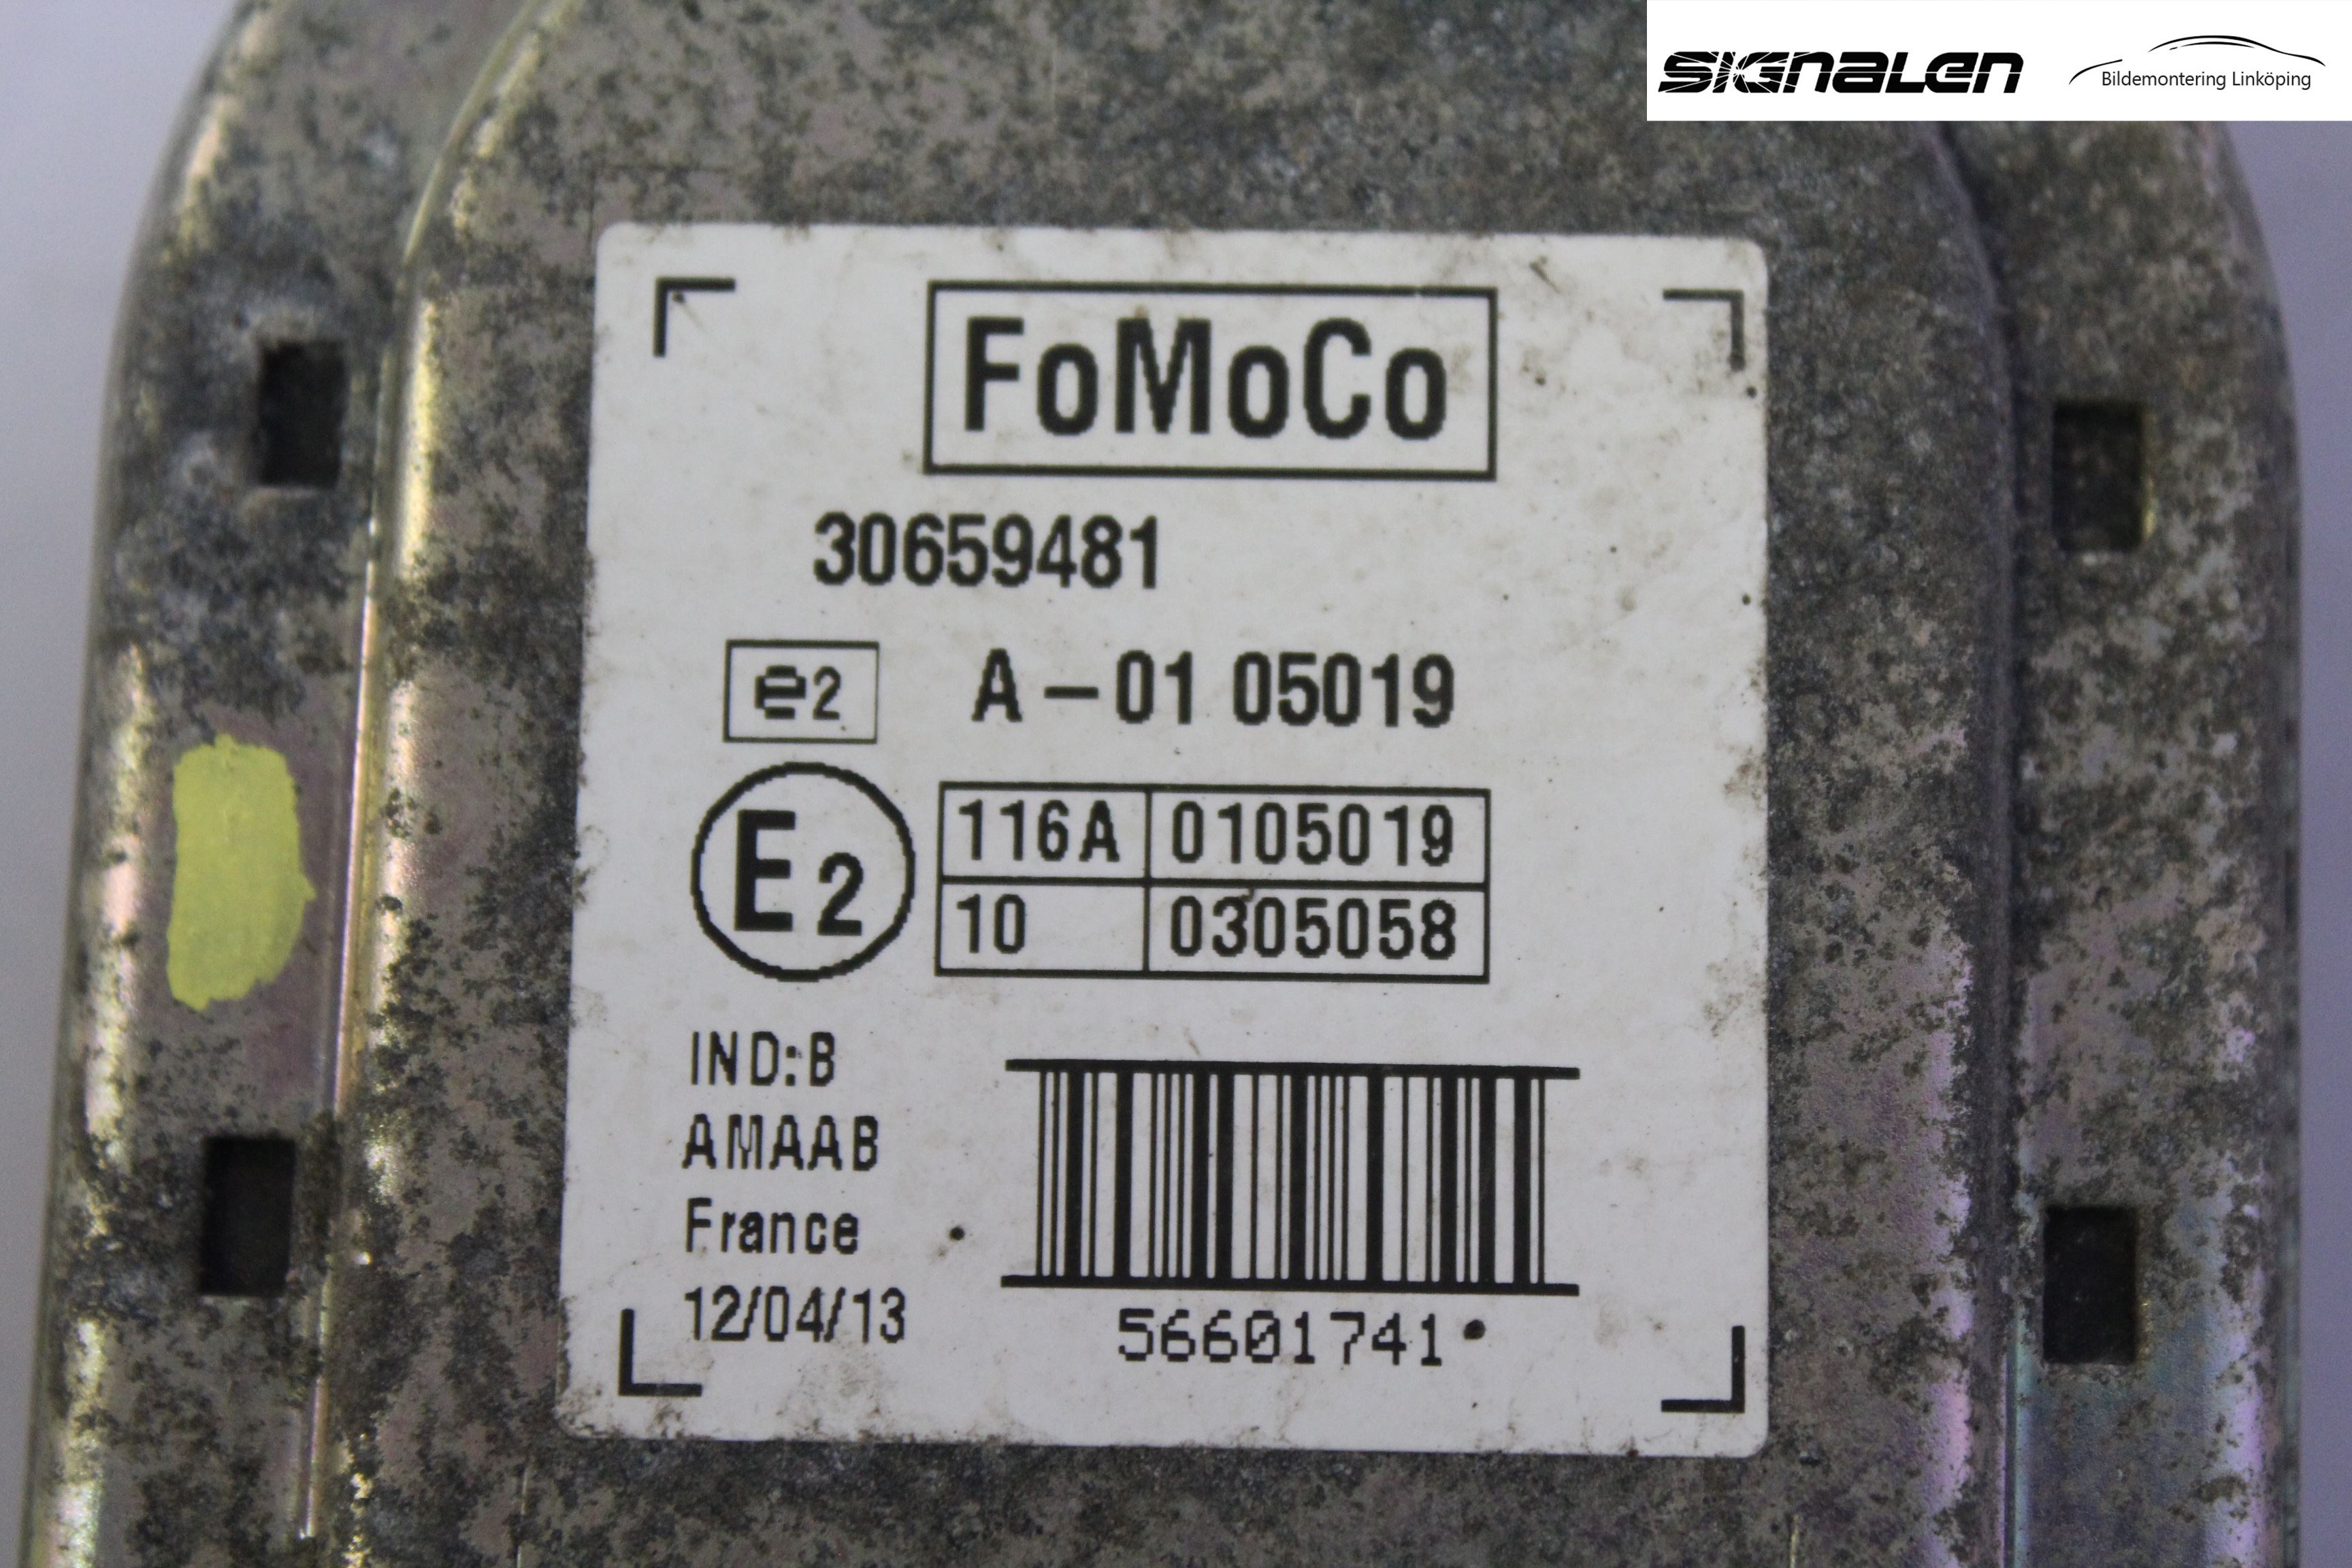 SIGNALEN
Bildemontering Linköping
FoMoCo
30659481
e2 A-01 05019
E2
116A 0105019
10 0305058
IND:B
AMAAB
France
12/04/13
56601741